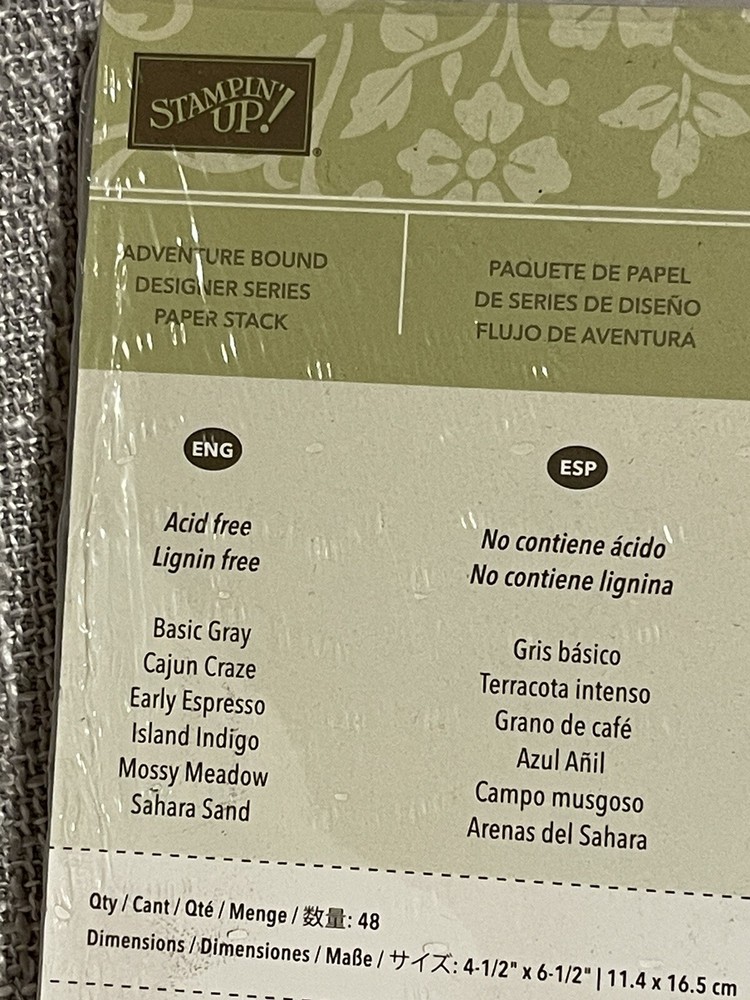 STAMPIN' UP!
ADVENTURE BOUND
DESIGNER SERIES
PAPER STACK
PAQUETE DE PAPEL
DE SERIES DE DISEÑO
FLUJO DE AVENTURA
ENG
Acid free
Lignin free
Basic Gray
Cajun Craze
Early Espresso
Island Indigo
Mossy Meadow
Sahara Sand
ESP
No contiene ácido
No contiene lignina
Gris básico
Terracota intenso
Grano de café
Azul Añil
Campo musgoso
Arenas del Sahara
Qty / Cant / Qté / Menge / 数量: 48
Dimensions / Dimensiones / Maße / サイズ: 4-1/2" x 6-1/2" | 11.4 x 16.5 cm